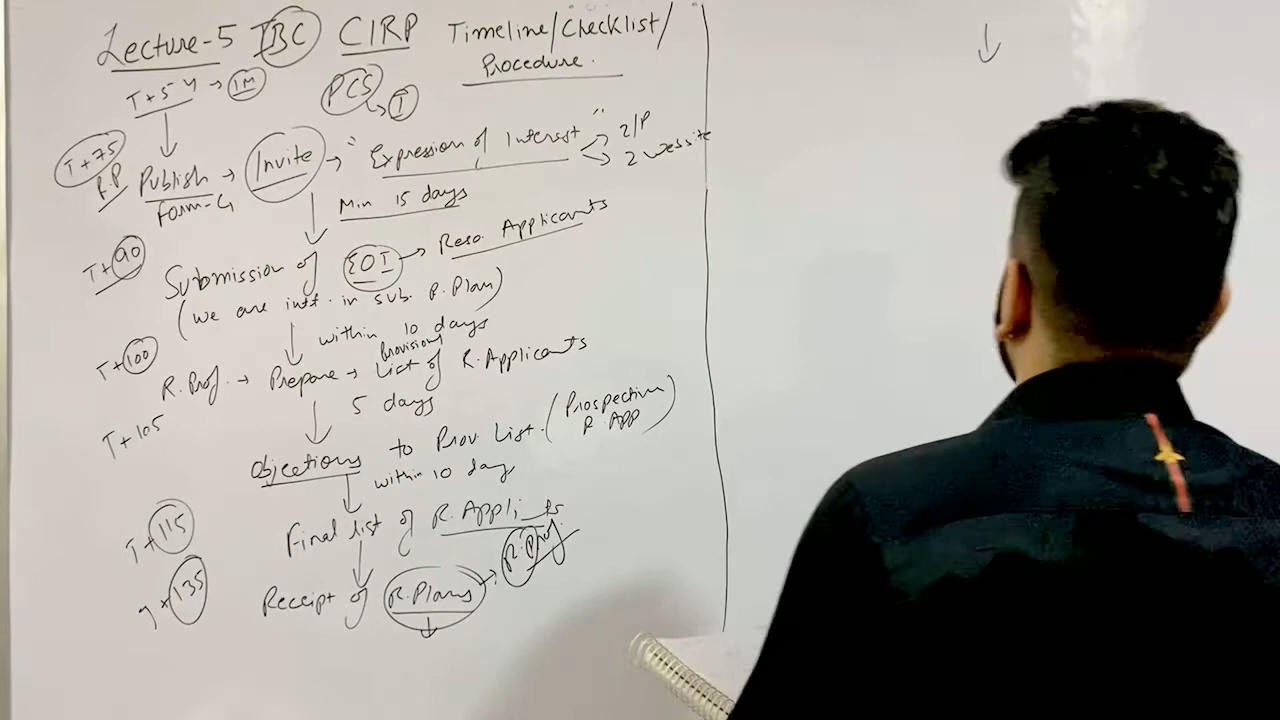 Lecture-5 IBC CIRP Timeline/Checklist/
Procedure.
T+54 → IM
PCS → I
T+75
R.P Publish → Invite → "Expression of Interest" 2/P
2 website
Form-G
Min 15 days
T+90
Submission of EOI → Reso. Applicants
(we are intt. in sub. R.Plan)
within 10 days
T+100
Provisional
R.Prof. → Prepare → List of R.Applicants
5 days
T+105
Objections to Prov. List. (Prospective
R.App)
within 10 day
T+115
Final list of R.Applicants
T+135
Receipt of R.Plans → R.Prof